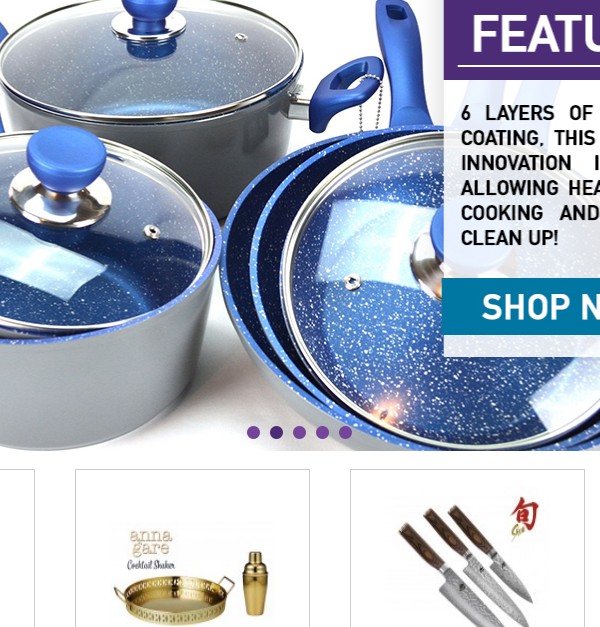 FEATU
6 LAYERS OF
COATING, THIS
INNOVATION I
ALLOWING HEA
COOKING AND
CLEAN UP!
SHOP N
anna
gare
Cocktail Shaker
旬